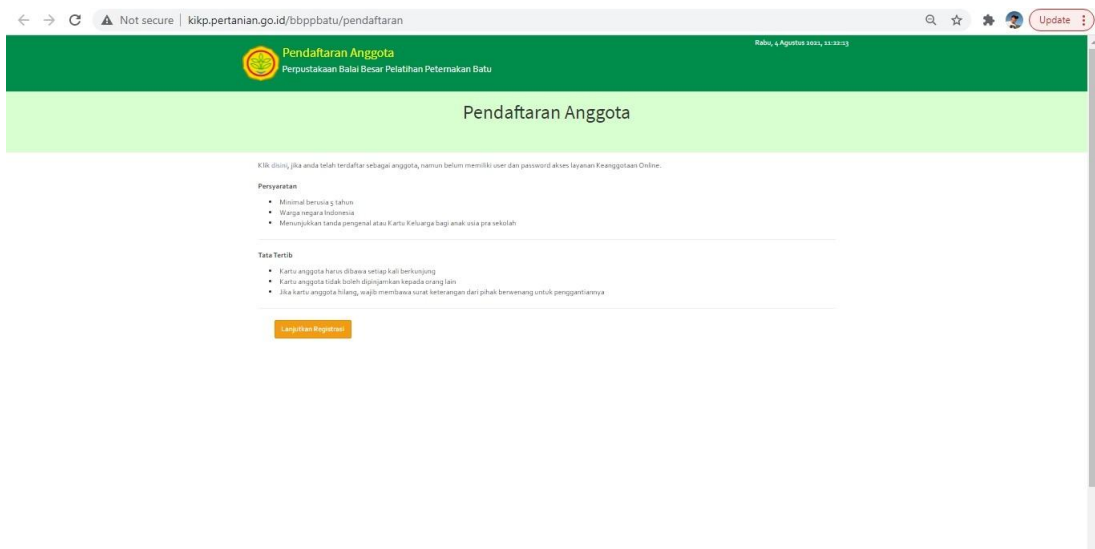 Not secure | kikp.pertanian.go.id/bbppbatu/pendaftaran
Update
Pendaftaran Anggota
Perpustakaan Balai Besar Pelatihan Peternakan Batu
Rabu, 4 Agustus 2021, 11:22:13
Pendaftaran Anggota
Klik disini, jika anda telah terdaftar sebagai anggota, namun belum memiliki user dan password akses layanan Keanggotaan Online.
Persyaratan
Minimal berusia 5 tahun
Warga negara Indonesia
Menunjukkan tanda pengenal atau Kartu Keluarga bagi anak usia pra sekolah
Tata Tertib
Kartu anggota harus dibawa setiap kali berkunjung
Kartu anggota tidak boleh dipinjamkan kepada orang lain
Jika kartu anggota hilang, wajib membawa surat keterangan dari pihak berwenang untuk penggantiannya
Lanjutkan Registrasi